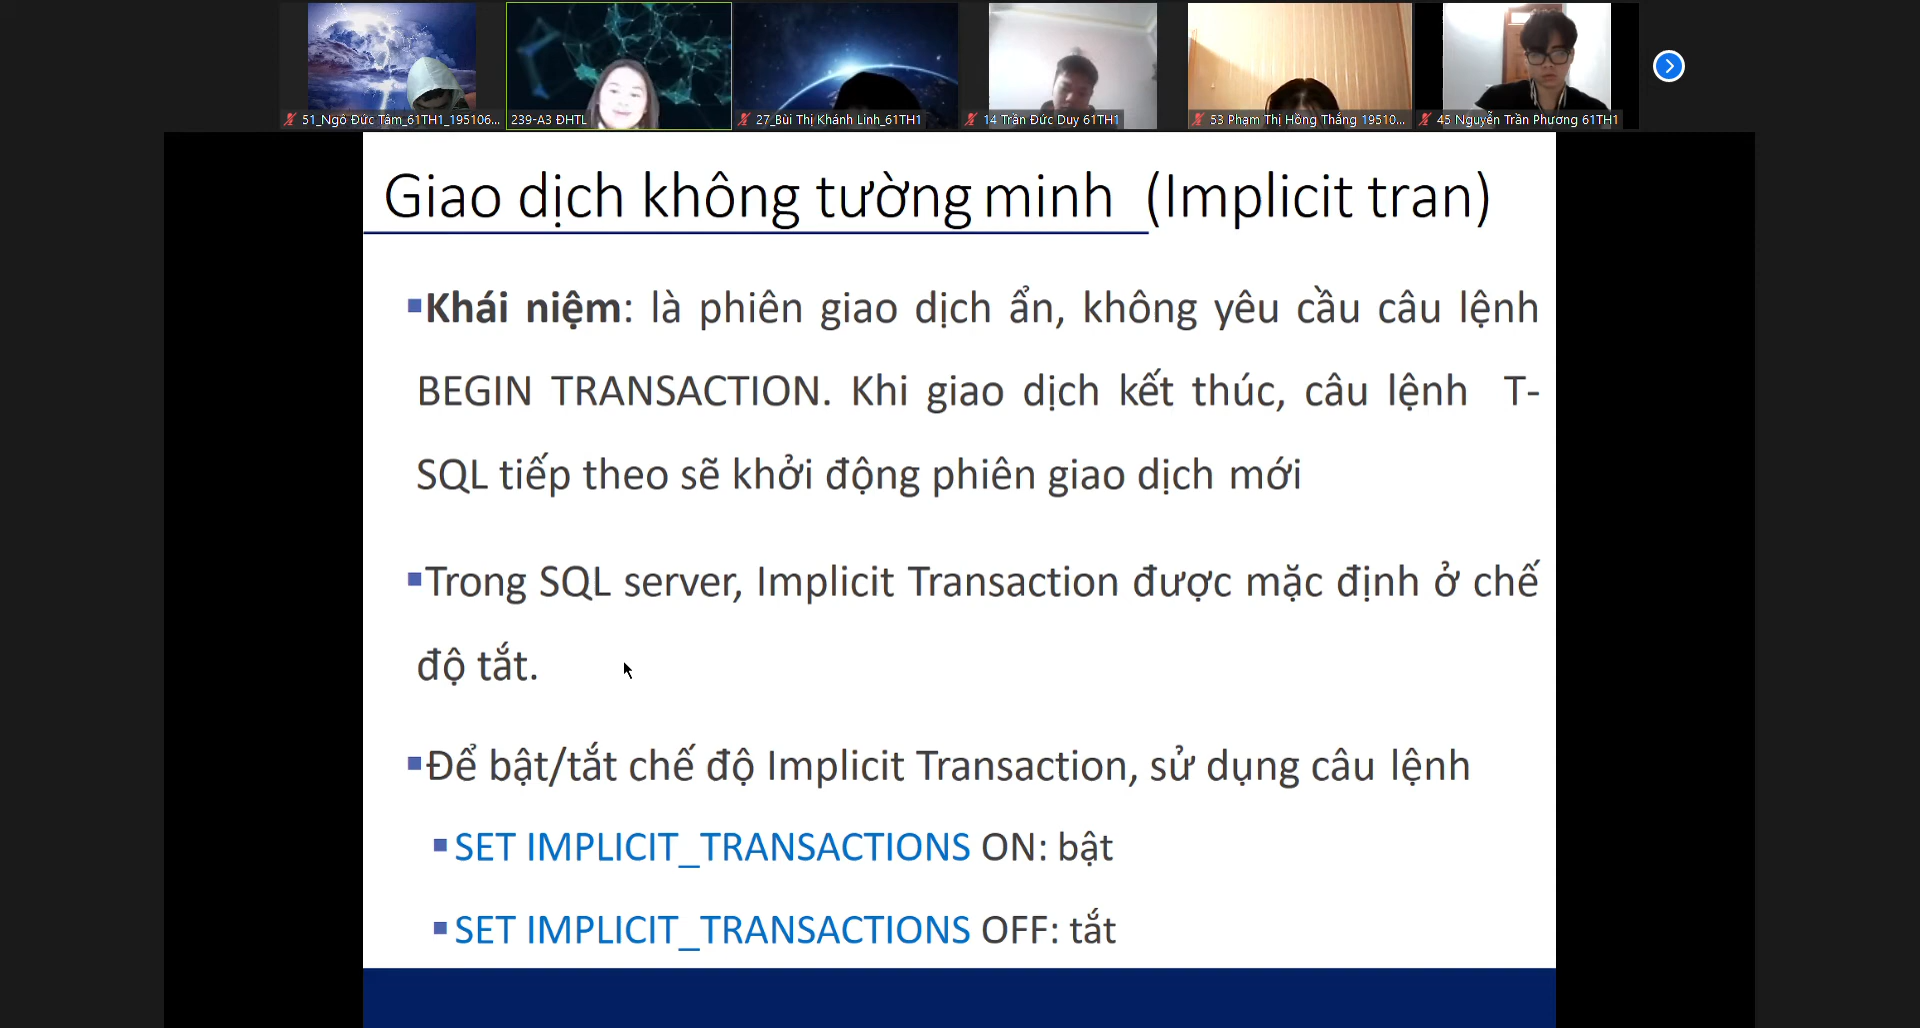 51_Ngô Đức Tâm_61TH1_195106...
239-A3 ĐHTL
27_Bùi Thị Khánh Linh_61TH1
14 Trần Đức Duy 61TH1
53 Phạm Thị Hồng Thắng 19510...
45 Nguyễn Trần Phương 61TH1
Giao dịch không tường minh (Implicit tran)
▪Khái niệm: là phiên giao dịch ẩn, không yêu cầu câu lệnh
BEGIN TRANSACTION. Khi giao dịch kết thúc, câu lệnh T-
SQL tiếp theo sẽ khởi động phiên giao dịch mới
▪Trong SQL server, Implicit Transaction được mặc định ở chế
độ tắt.
▪Để bật/tắt chế độ Implicit Transaction, sử dụng câu lệnh
▪SET IMPLICIT_TRANSACTIONS ON: bật
▪SET IMPLICIT_TRANSACTIONS OFF: tắt